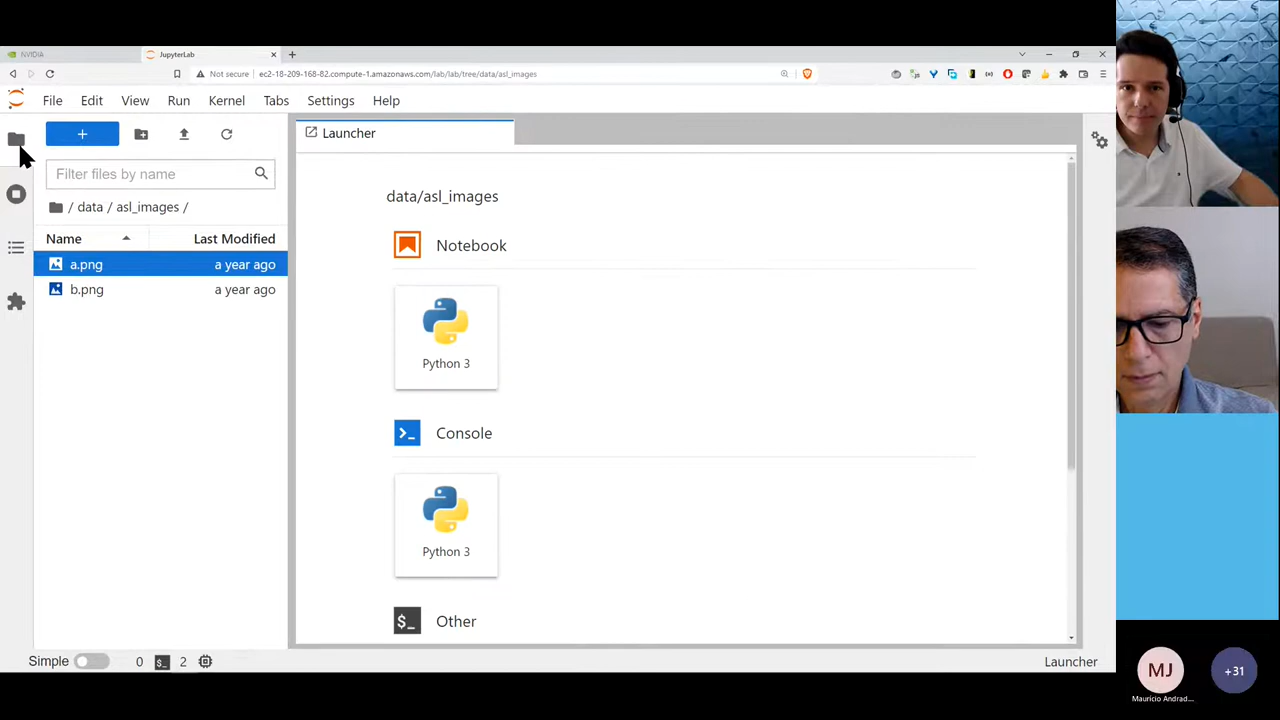 NVIDIA
JupyterLab
Not secure
ec2-18-209-168-82.compute-1.amazonaws.com/lab/lab/tree/data/asl_images
File Edit View Run Kernel Tabs Settings Help
+
Launcher
Filter files by name
/ data / asl_images /
Name Last Modified
a.png a year ago
b.png a year ago
data/asl_images
Notebook
Python 3
>_ Console
Python 3
$_ Other
Simple 0 $_ 2
Launcher
MJ
+31
Mauricio Andrad...